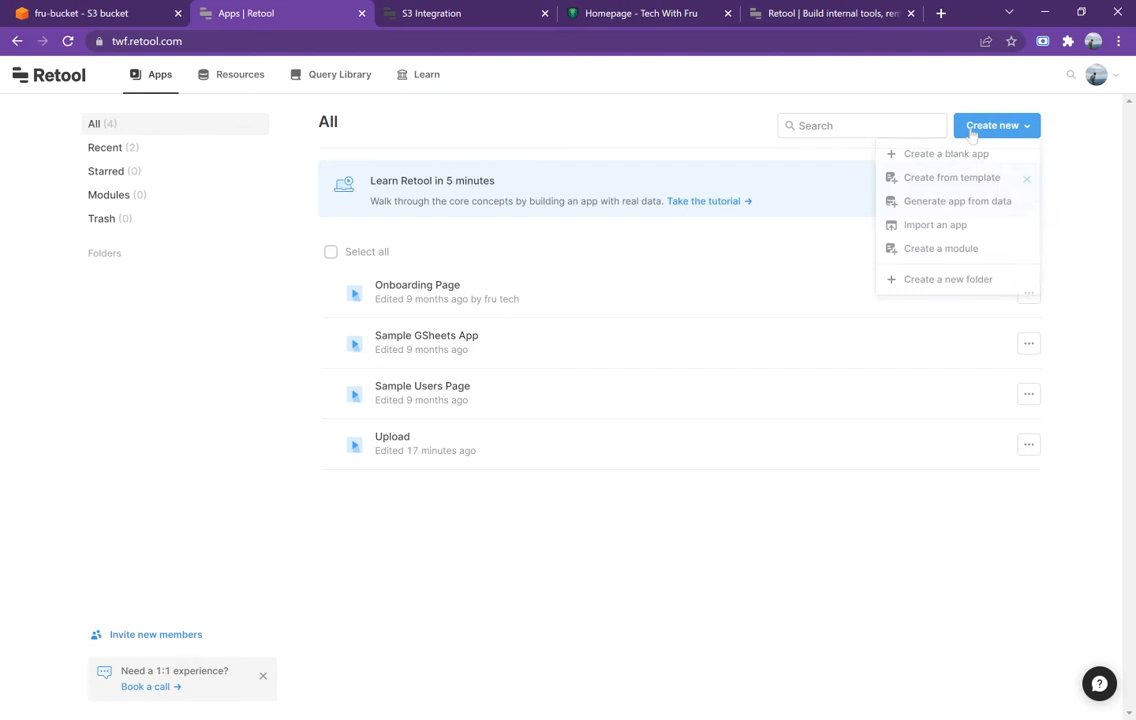 fru-bucket - S3 bucket
Apps | Retool
S3 Integration
Homepage - Tech With Fru
Retool | Build internal tools, rem
twf.retool.com
Retool
Apps
Resources
Query Library
Learn
All (4)
Recent (2)
Starred (0)
Modules (0)
Trash (0)
Folders
All
Search
Create new
Create a blank app
Create from template
Generate app from data
Import an app
Create a module
Create a new folder
Learn Retool in 5 minutes
Walk through the core concepts by building an app with real data. Take the tutorial →
Select all
Onboarding Page
Edited 9 months ago by fru tech
Sample GSheets App
Edited 9 months ago
Sample Users Page
Edited 9 months ago
Upload
Edited 17 minutes ago
Invite new members
Need a 1:1 experience?
Book a call →